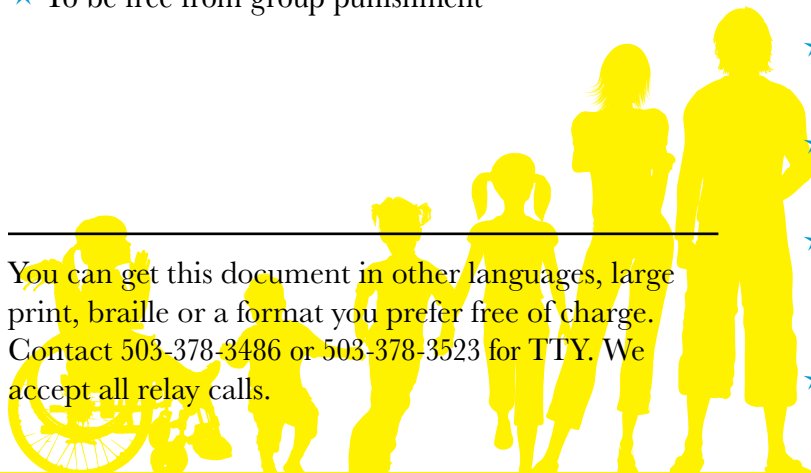 To be free from group punishment
You can get this document in other languages, large
print, braille or a format you prefer free of charge.
Contact 503-378-3486 or 503-378-3523 for TTY. We
accept all relay calls.